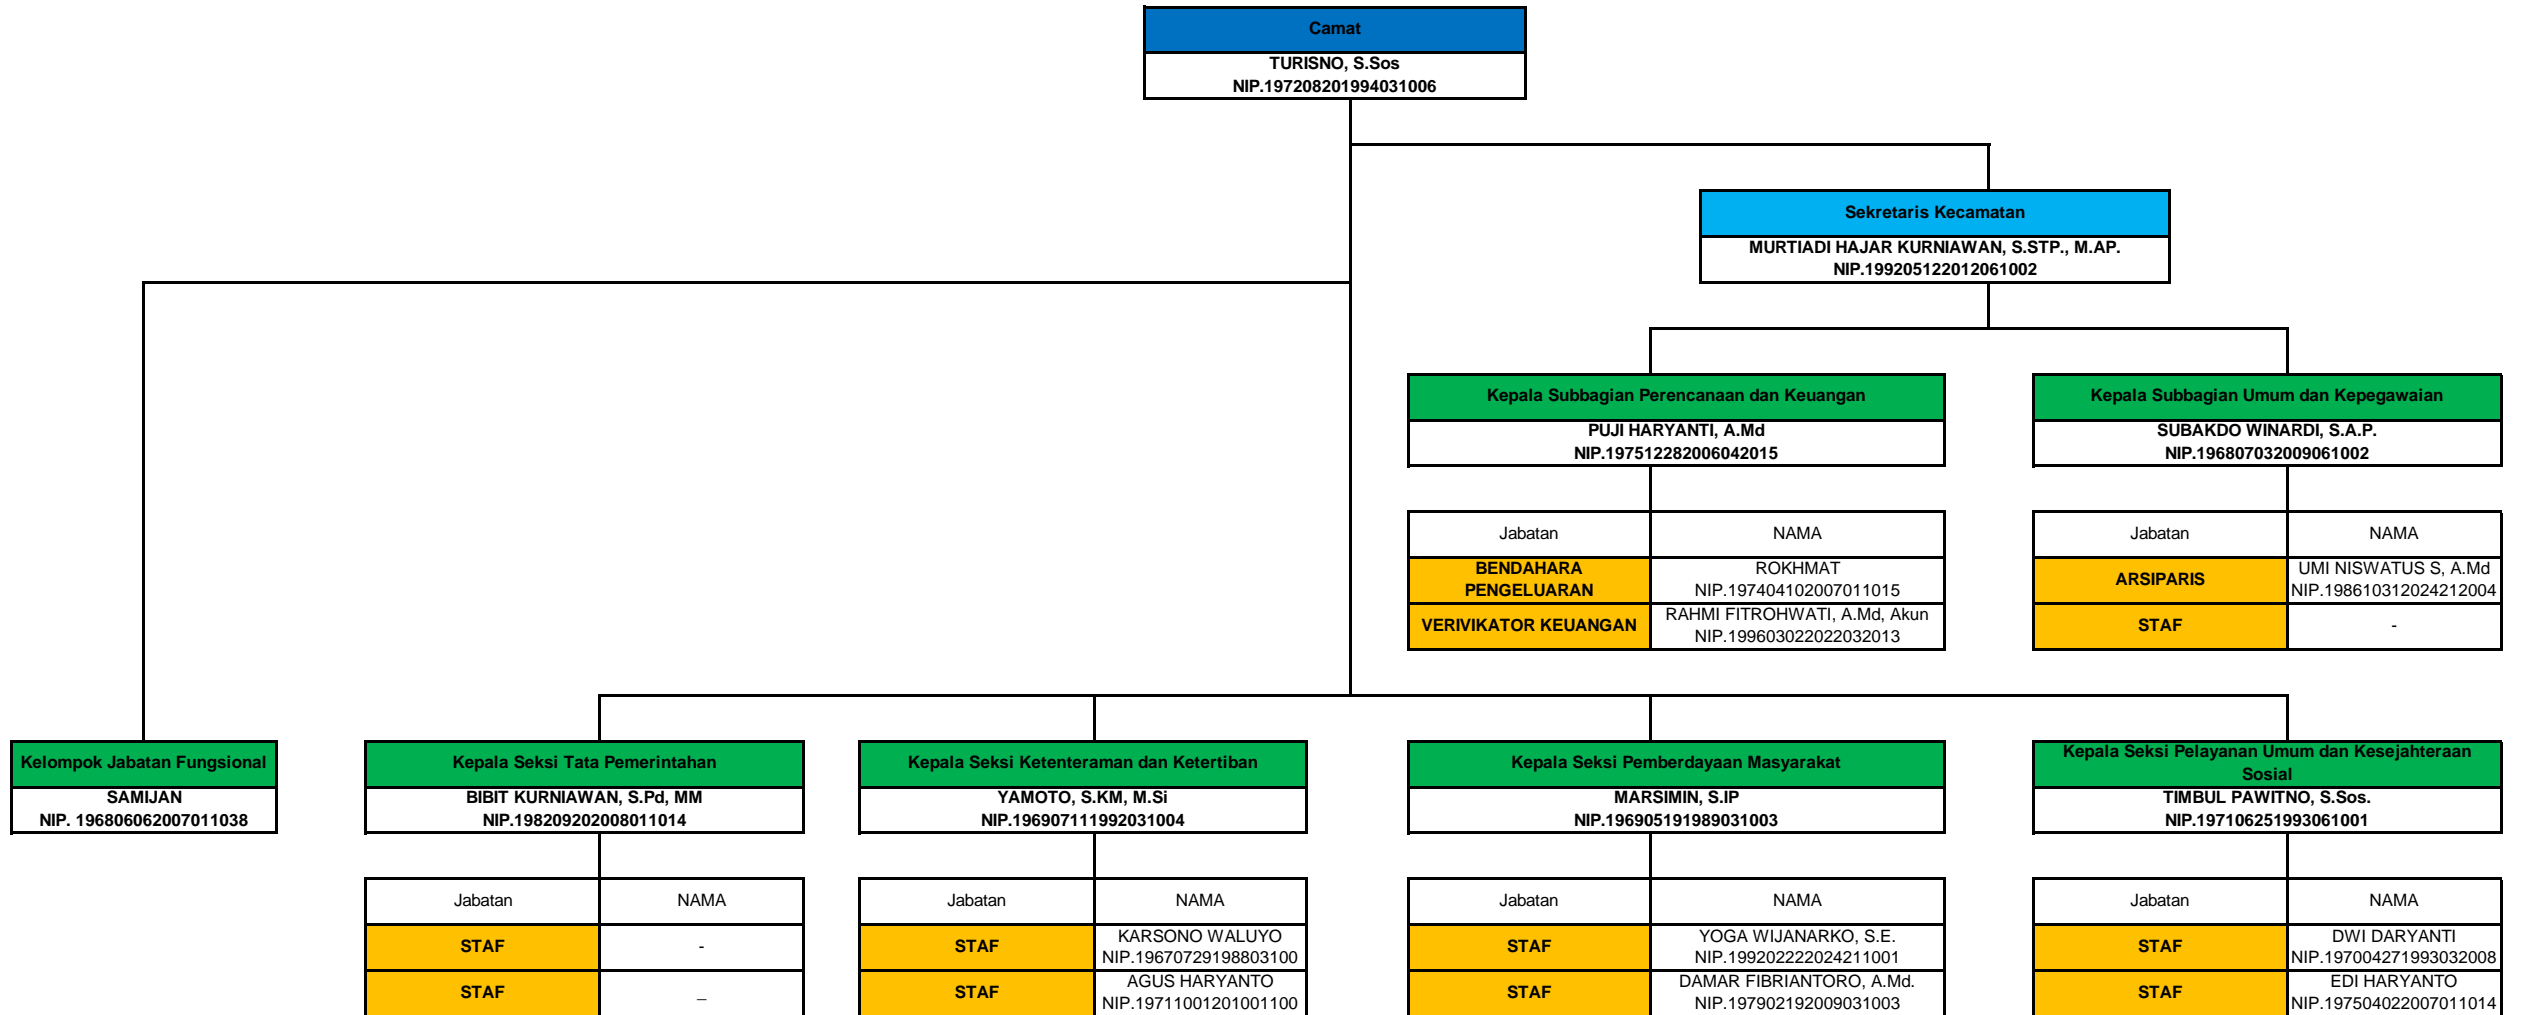 Camat
TURISNO, S.Sos
NIP.197208201994031006
Sekretaris Kecamatan
MURTIADI HAJAR KURNIAWAN, S.STP., M.AP.
NIP.199205122012061002
Kepala Subbagian Perencanaan dan Keuangan
PUJI HARYANTI, A.Md
NIP.197512282006042015
Jabatan NAMA
BENDAHARA
PENGELUARAN
ROKHMAT
NIP.197404102007011015
VERIVIKATOR KEUANGAN
RAHMI FITROHWATI, A.Md, Akun
NIP.199603022022032013
Kepala Subbagian Umum dan Kepegawaian
SUBAKDO WINARDI, S.A.P.
NIP.196807032009061002
Jabatan NAMA
ARSIPARIS
UMI NISWATUS S, A.Md
NIP.198610312024212004
STAF -
Kelompok Jabatan Fungsional
SAMIJAN
NIP. 196806062007011038
Kepala Seksi Tata Pemerintahan
BIBIT KURNIAWAN, S.Pd, MM
NIP.198209202008011014
Jabatan NAMA
STAF -
STAF _
Kepala Seksi Ketenteraman dan Ketertiban
YAMOTO, S.KM, M.Si
NIP.196907111992031004
Jabatan NAMA
STAF
KARSONO WALUYO
NIP.19670729198803100
STAF
AGUS HARYANTO
NIP.19711001201001100
Kepala Seksi Pemberdayaan Masyarakat
MARSIMIN, S.IP
NIP.196905191989031003
Jabatan NAMA
STAF
YOGA WIJANARKO, S.E.
NIP.199202222024211001
STAF
DAMAR FIBRIANTORO, A.Md.
NIP.197902192009031003
Kepala Seksi Pelayanan Umum dan Kesejahteraan
Sosial
TIMBUL PAWITNO, S.Sos.
NIP.197106251993061001
Jabatan NAMA
STAF
DWI DARYANTI
NIP.197004271993032008
STAF
EDI HARYANTO
NIP.197504022007011014